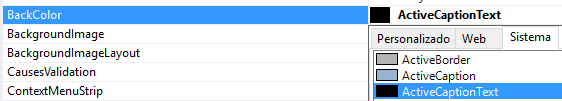 BackColor ActiveCaptionText
BackgroundImage
BackgroundImageLayout
CausesValidation
ContextMenuStrip
Personalizado Web Sistema
ActiveBorder
ActiveCaption
ActiveCaptionText